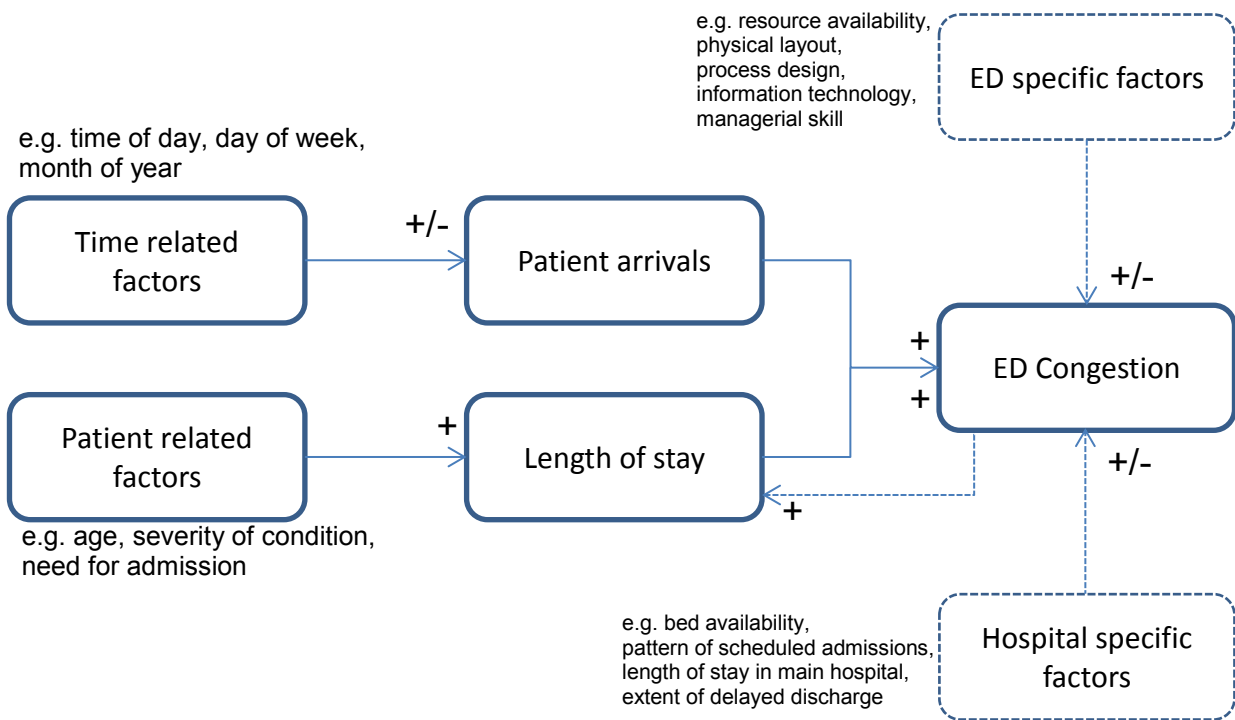 e.g. resource availability,
physical layout,
process design,
information technology,
managerial skill
ED specific factors
e.g. time of day, day of week,
month of year
Time related
factors
+/-
Patient arrivals
+/-
+
ED Congestion
+
Patient related
factors
+
Length of stay
+/-
+
e.g. age, severity of condition,
need for admission
e.g. bed availability,
pattern of scheduled admissions,
length of stay in main hospital,
extent of delayed discharge
Hospital specific
factors